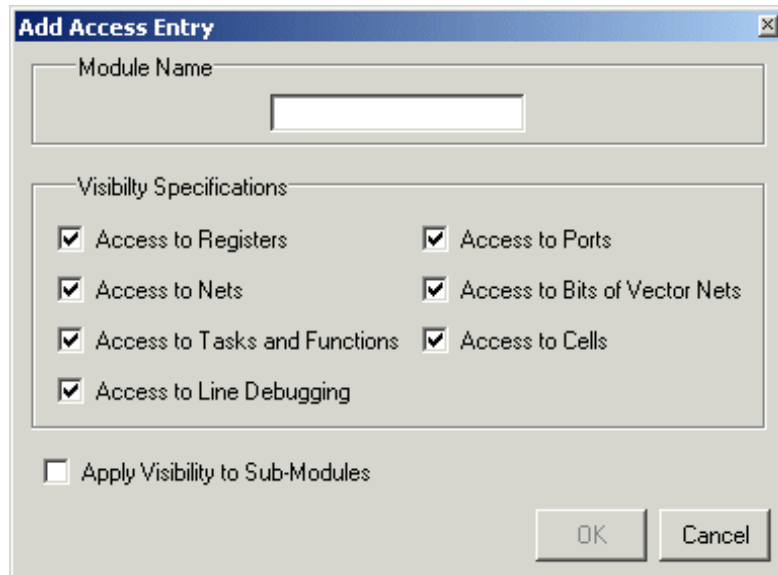 Add Access Entry
Module Name
Visibilty Specifications
Access to Registers
Access to Ports
Access to Nets
Access to Bits of Vector Nets
Access to Tasks and Functions
Access to Cells
Access to Line Debugging
Apply Visibility to Sub-Modules
OK
Cancel